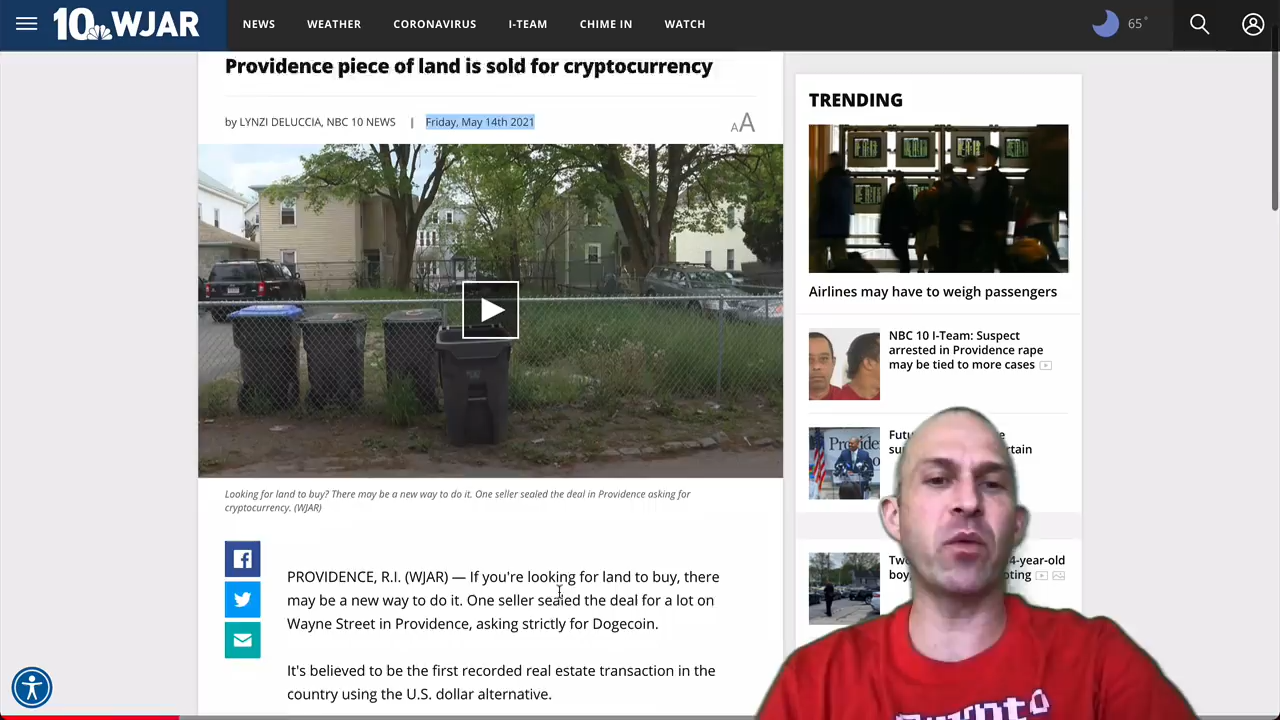 10 WJAR
NEWS
WEATHER
CORONAVIRUS
I-TEAM
CHIME IN
WATCH
65°
Providence piece of land is sold for cryptocurrency
by LYNZI DELUCCIA, NBC 10 NEWS | Friday, May 14th 2021
AA
Looking for land to buy? There may be a new way to do it. One seller sealed the deal in Providence asking for
cryptocurrency. (WJAR)
PROVIDENCE, R.I. (WJAR) — If you're looking for land to buy, there
may be a new way to do it. One seller sealed the deal for a lot on
Wayne Street in Providence, asking strictly for Dogecoin.
It's believed to be the first recorded real estate transaction in the
country using the U.S. dollar alternative.
TRENDING
Airlines may have to weigh passengers
NBC 10 I-Team: Suspect
arrested in Providence rape
may be tied to more cases
4-year-old